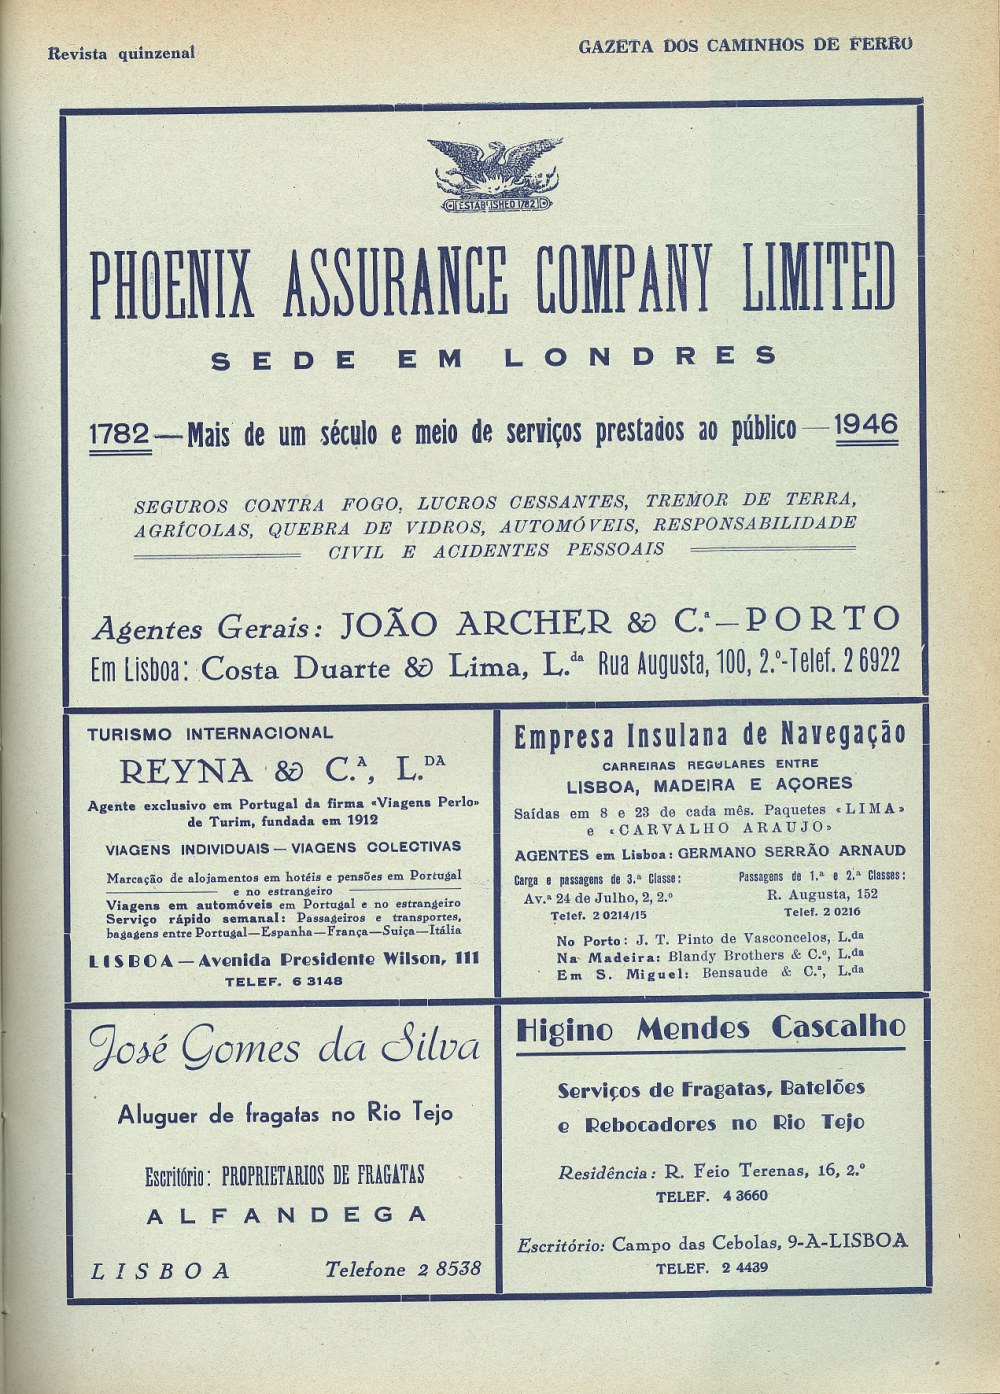 Revista quinzenal
GAZETA DOS CAMINHOS DE FERRO
ESTABLISHED 1782
PHOENIX ASSURANCE COMPANY LIMITED
SEDE EM LONDRES
1782 — Mais de um século e meio de serviços prestados ao público — 1946
SEGUROS CONTRA FOGO, LUCROS CESSANTES, TREMOR DE TERRA,
AGRÍCOLAS, QUEBRA DE VIDROS, AUTOMÓVEIS, RESPONSABILIDADE
CIVIL E ACIDENTES PESSOAIS
Agentes Gerais: JOÃO ARCHER & C.ª — PORTO
Em Lisboa: Costa Duarte & Lima, L.da Rua Augusta, 100, 2.º-Telef. 2 6922
TURISMO INTERNACIONAL
REYNA & C.A, L.DA
Agente exclusivo em Portugal da firma «Viagens Perlo»
de Turim, fundada em 1912
VIAGENS INDIVIDUAIS — VIAGENS COLECTIVAS
Marcação de alojamentos em hotéis e pensões em Portugal
e no estrangeiro
Viagens em automóveis em Portugal e no estrangeiro
Serviço rápido semanal: Passageiros e transportes,
bagagens entre Portugal—Espanha—França—Suiça—Itália
LISBOA — Avenida Presidente Wilson, 111
TELEF. 6 3148
Empresa Insulana de Navegação
CARREIRAS REGULARES ENTRE
LISBOA, MADEIRA E AÇORES
Saídas em 8 e 23 de cada mês. Paquetes «LIMA»
e «CARVALHO ARAUJO»
AGENTES em Lisboa: GERMANO SERRÃO ARNAUD
Carga e passagens de 3.ª Classe:
Av.ª 24 de Julho, 2, 2.º
Telef. 2 0214/15
Passagens de 1.ª e 2.ª Classes:
R. Augusta, 152
Telef. 2 0216
No Porto: J. T. Pinto de Vasconcelos, L.da
Na Madeira: Blandy Brothers & C.º, L.da
Em S. Miguel: Bensaude & C.ª, L.da
José Gomes da Silva
Aluguer de fragatas no Rio Tejo
Escritório: PROPRIETARIOS DE FRAGATAS
ALFANDEGA
LISBOA Telefone 2 8538
Higino Mendes Cascalho
Serviços de Fragatas, Batelões
e Rebocadores no Rio Tejo
Residência: R. Feio Terenas, 16, 2.º
TELEF. 4 3660
Escritório: Campo das Cebolas, 9-A-LISBOA
TELEF. 2 4439